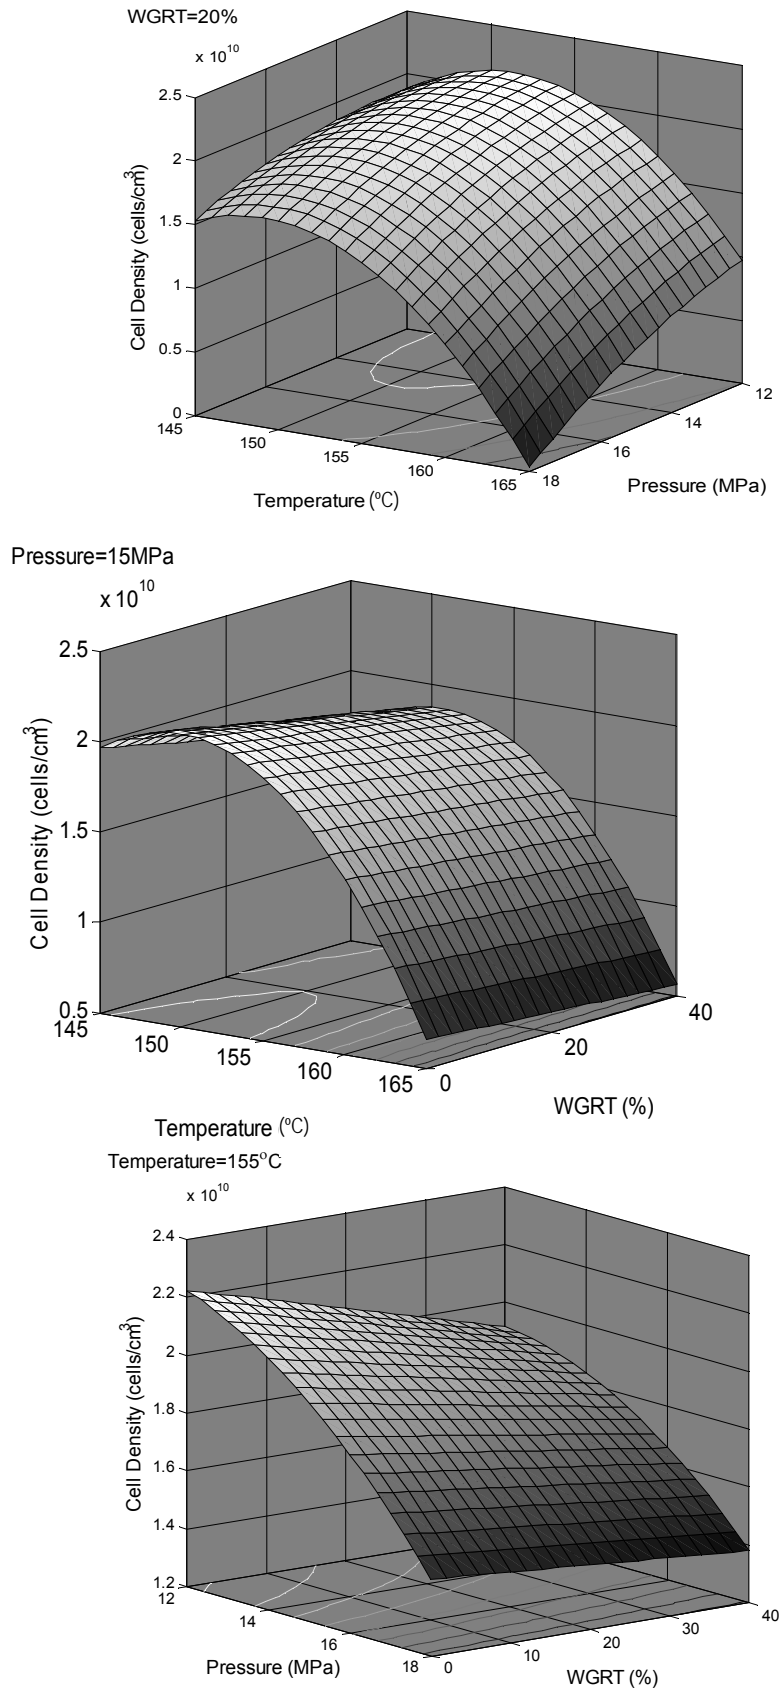 WGRT=20%
x 10^10
2.5
2
1.5
1
0.5
0
Cell Density (cells/cm^3)
145
150
155
160
165
Temperature (ºC)
12
14
16
18
Pressure (MPa)
Pressure=15MPa
x 10^10
2.5
2
1.5
1
0.5
Cell Density (cells/cm^3)
145
150
155
160
165
Temperature (ºC)
40
20
0
WGRT (%)
Temperature=155°C
x 10^10
2.4
2.2
2
1.8
1.6
1.4
1.2
Cell Density (cells/cm^3)
12
14
16
18
Pressure (MPa)
0
10
20
30
40
WGRT (%)